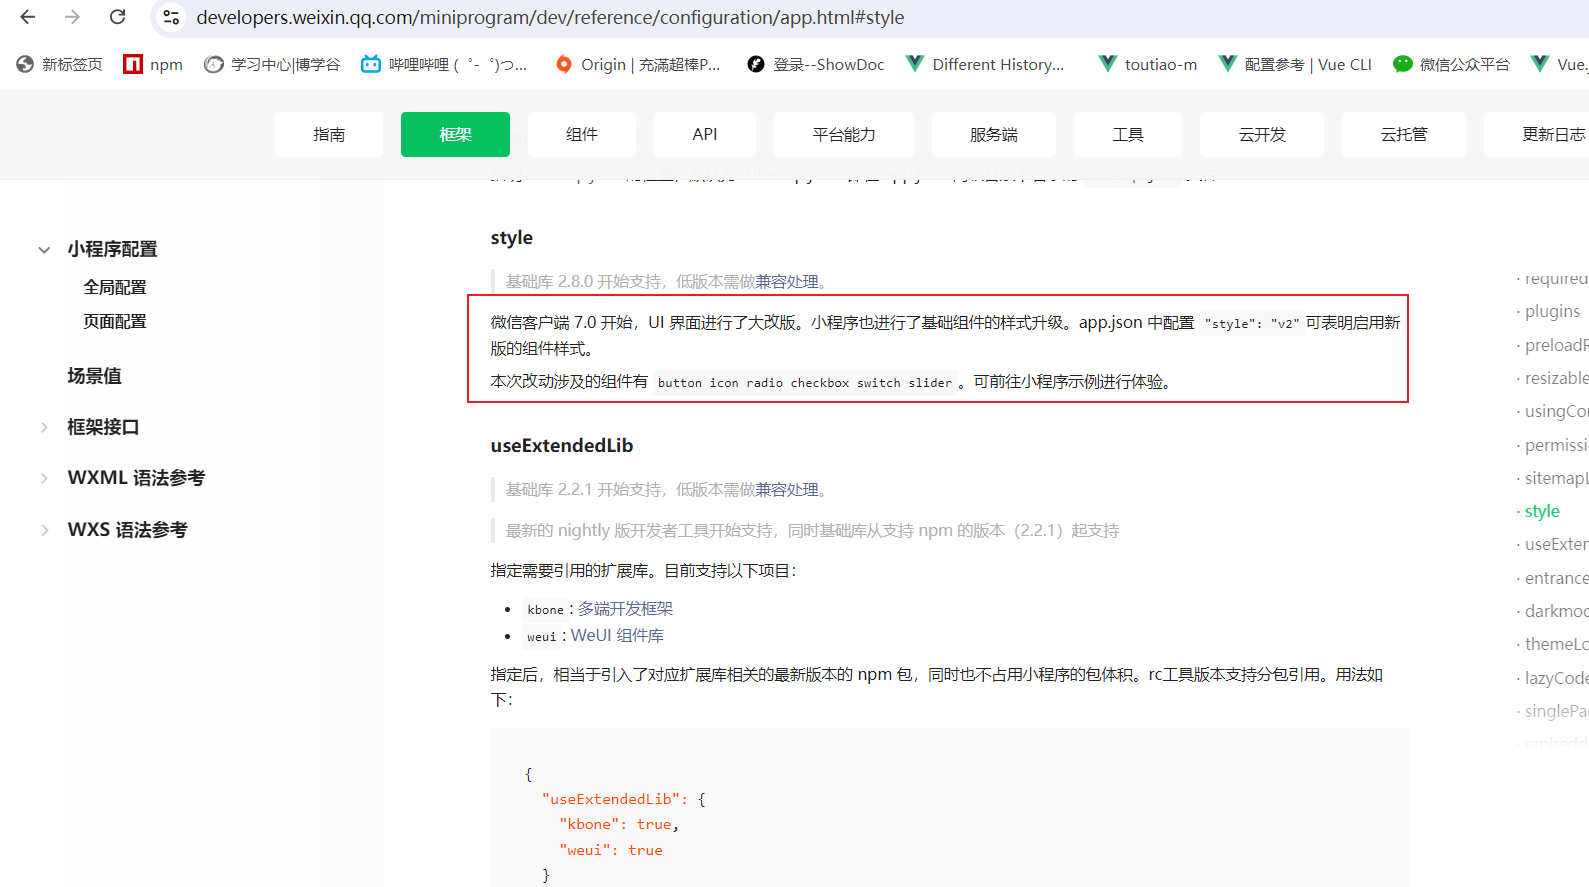 developers.weixin.qq.com/miniprogram/dev/reference/configuration/app.html#style
新标签页 npm 学习中心|博学谷 哔哩哔哩 (゜-゜)つ... Origin | 充满超棒P... 登录--ShowDoc Different History... toutiao-m 配置参考 | Vue CLI 微信公众平台 Vue.
指南 框架 组件 API 平台能力 服务端 工具 云开发 云托管 更新日志
小程序配置
全局配置
页面配置
场景值
框架接口
WXML 语法参考
WXS 语法参考
style
基础库 2.8.0 开始支持，低版本需做兼容处理。
微信客户端 7.0 开始，UI 界面进行了大改版。小程序也进行了基础组件的样式升级。app.json 中配置 "style": "v2" 可表明启用新
版的组件样式。
本次改动涉及的组件有 button icon radio checkbox switch slider 。可前往小程序示例进行体验。
useExtendedLib
基础库 2.2.1 开始支持，低版本需做兼容处理。
最新的 nightly 版开发者工具开始支持，同时基础库从支持 npm 的版本（2.2.1）起支持
指定需要引用的扩展库。目前支持以下项目：
• kbone : 多端开发框架
• weui : WeUI 组件库
指定后，相当于引入了对应扩展库相关的最新版本的 npm 包，同时也不占用小程序的包体积。rc工具版本支持分包引用。用法如
下：
{
"useExtendedLib": {
"kbone": true,
"weui": true
}
· required
· plugins
· preloadR
· resizable
· usingCo
· permissi
· sitemapL
· style
· useExten
· entrance
· darkmod
· themeLo
· lazyCode
· singlePa
· embedd